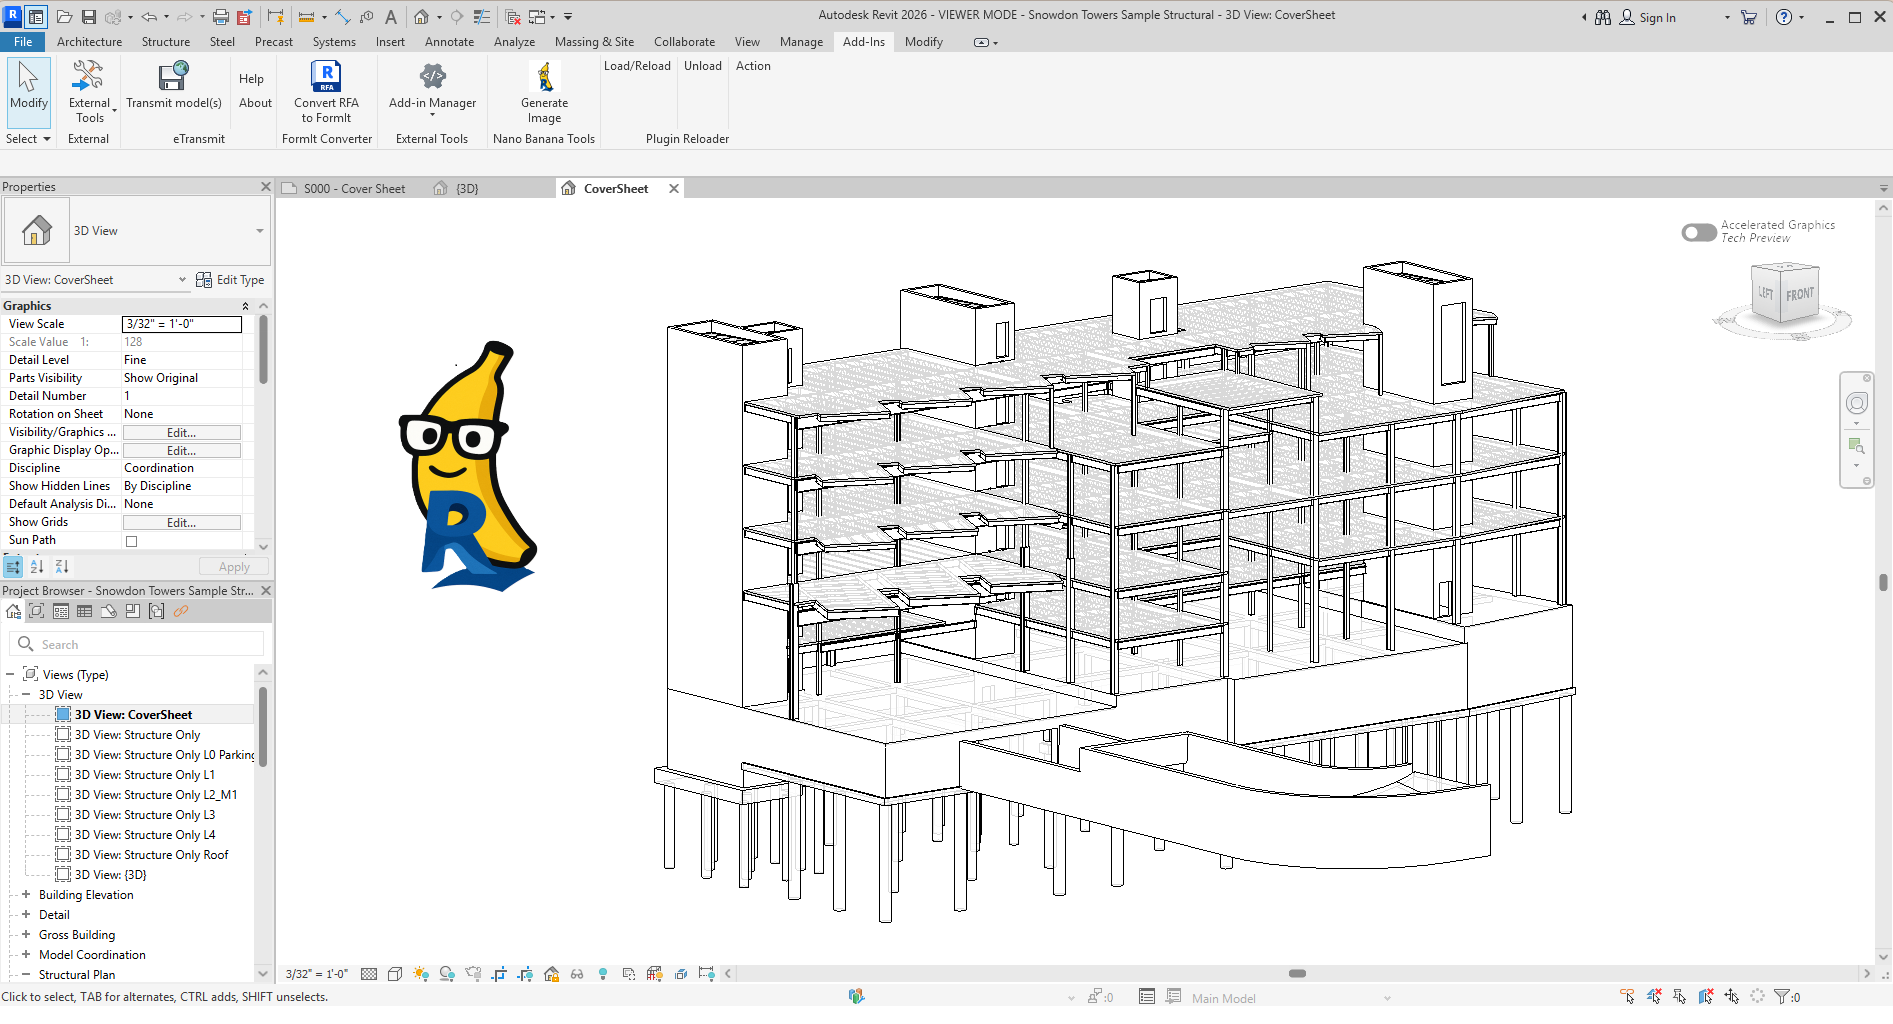 Autodesk Revit 2026 - VIEWER MODE - Snowdon Towers Sample Structural - 3D View: CoverSheet
Sign In
File Architecture Structure Steel Precast Systems Insert Annotate Analyze Massing & Site Collaborate View Manage Add-Ins Modify
Modify
External
Tools
Transmit model(s)
Help
About
Convert RFA
to FormIt
Add-in Manager
Generate
Image
Load/Reload Unload Action
Select External eTransmit FormIt Converter External Tools Nano Banana Tools Plugin Reloader
Properties
S000 - Cover Sheet {3D} CoverSheet
3D View
3D View: CoverSheet Edit Type
Graphics
View Scale 3/32" = 1'-0"
Scale Value 1: 128
Detail Level Fine
Parts Visibility Show Original
Detail Number 1
Rotation on Sheet None
Visibility/Graphics ... Edit...
Graphic Display Op... Edit...
Discipline Coordination
Show Hidden Lines By Discipline
Default Analysis Di... None
Show Grids Edit...
Sun Path
Apply
Project Browser - Snowdon Towers Sample Str...
Search
Views (Type)
3D View
3D View: CoverSheet
3D View: Structure Only
3D View: Structure Only L0 Parking
3D View: Structure Only L1
3D View: Structure Only L2_M1
3D View: Structure Only L3
3D View: Structure Only L4
3D View: Structure Only Roof
3D View: {3D}
Building Elevation
Detail
Gross Building
Model Coordination
Structural Plan
R
Accelerated Graphics
Tech Preview
LEFT FRONT
3/32" = 1'-0"
Click to select, TAB for alternates, CTRL adds, SHIFT unselects.
:0
Main Model
:0